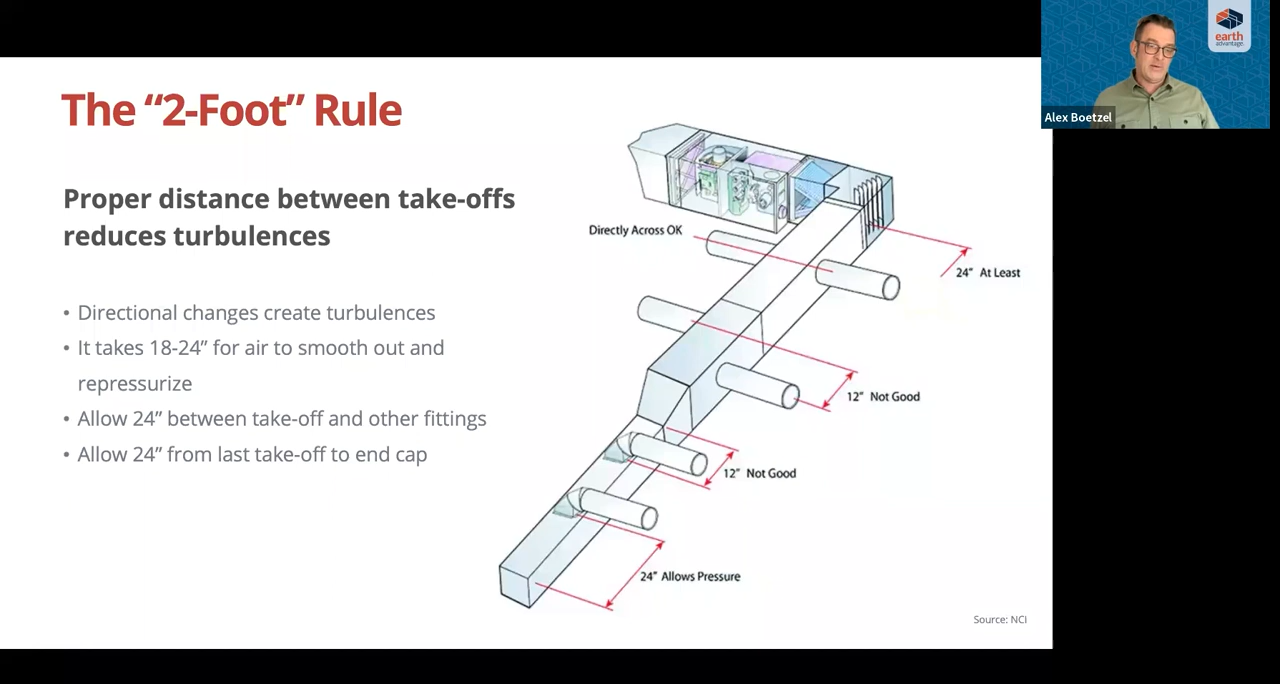 The “2-Foot” Rule
Proper distance between take-offs
reduces turbulences
• Directional changes create turbulences
• It takes 18-24” for air to smooth out and
repressurize
• Allow 24” between take-off and other fittings
• Allow 24” from last take-off to end cap
Directly Across OK
24" At Least
12" Not Good
12" Not Good
24" Allows Pressure
Source: NCI
earth
advantage
Alex Boetzel